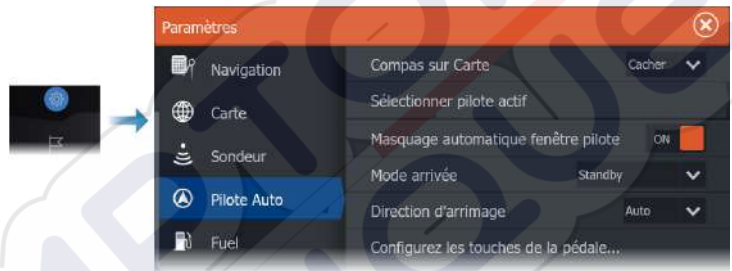 Paramètres
Navigation
Carte
Sondeur
Pilote Auto
Fuel
Compas sur Carte Cacher
Sélectionner pilote actif
Masquage automatique fenêtre pilote ON
Mode arrivée Standby
Direction d'arrimage Auto
Configurez les touches de la pédale...